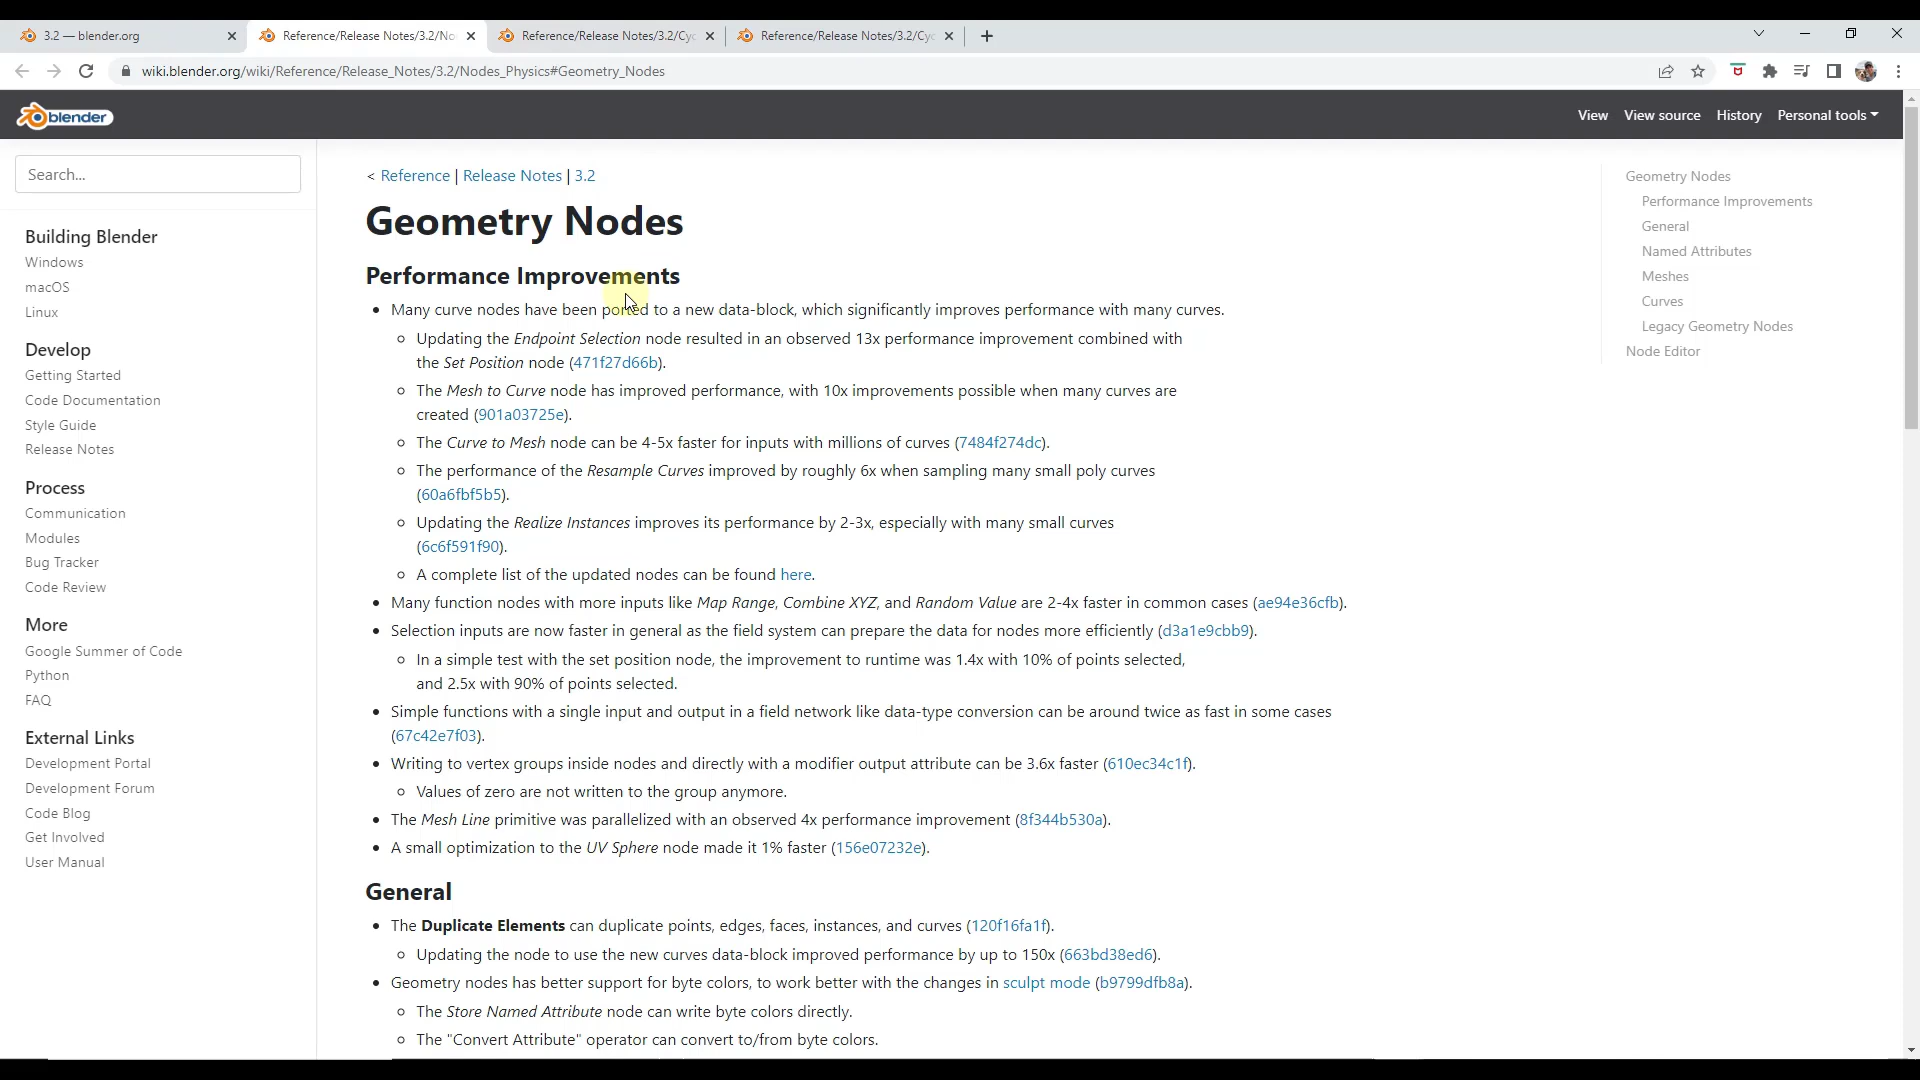 3.2 — blender.org
Reference/Release Notes/3.2/No
Reference/Release Notes/3.2/Cyc
Reference/Release Notes/3.2/Cyc
wiki.blender.org/wiki/Reference/Release_Notes/3.2/Nodes_Physics#Geometry_Nodes
blender
View View source History Personal tools
Search...
Building Blender
Windows
macOS
Linux
Develop
Getting Started
Code Documentation
Style Guide
Release Notes
Process
Communication
Modules
Bug Tracker
Code Review
More
Google Summer of Code
Python
FAQ
External Links
Development Portal
Development Forum
Code Blog
Get Involved
User Manual
< Reference | Release Notes | 3.2
Geometry Nodes
Performance Improvements
• Many curve nodes have been ported to a new data-block, which significantly improves performance with many curves.
Updating the Endpoint Selection node resulted in an observed 13x performance improvement combined with
the Set Position node (471f27d66b).
The Mesh to Curve node has improved performance, with 10x improvements possible when many curves are
created (901a03725e).
The Curve to Mesh node can be 4-5x faster for inputs with millions of curves (7484f274dc).
The performance of the Resample Curves improved by roughly 6x when sampling many small poly curves
(60a6fbf5b5).
Updating the Realize Instances improves its performance by 2-3x, especially with many small curves
(6c6f591f90).
A complete list of the updated nodes can be found here.
• Many function nodes with more inputs like Map Range, Combine XYZ, and Random Value are 2-4x faster in common cases (ae94e36cfb).
• Selection inputs are now faster in general as the field system can prepare the data for nodes more efficiently (d3a1e9cbb9).
In a simple test with the set position node, the improvement to runtime was 1.4x with 10% of points selected,
and 2.5x with 90% of points selected.
• Simple functions with a single input and output in a field network like data-type conversion can be around twice as fast in some cases
(67c42e7f03).
• Writing to vertex groups inside nodes and directly with a modifier output attribute can be 3.6x faster (610ec34c1f).
Values of zero are not written to the group anymore.
• The Mesh Line primitive was parallelized with an observed 4x performance improvement (8f344b530a).
• A small optimization to the UV Sphere node made it 1% faster (156e07232e).
General
• The Duplicate Elements can duplicate points, edges, faces, instances, and curves (120f16fa1f).
Updating the node to use the new curves data-block improved performance by up to 150x (663bd38ed6).
• Geometry nodes has better support for byte colors, to work better with the changes in sculpt mode (b9799dfb8a).
The Store Named Attribute node can write byte colors directly.
The "Convert Attribute" operator can convert to/from byte colors.
Geometry Nodes
Performance Improvements
General
Named Attributes
Meshes
Curves
Legacy Geometry Nodes
Node Editor